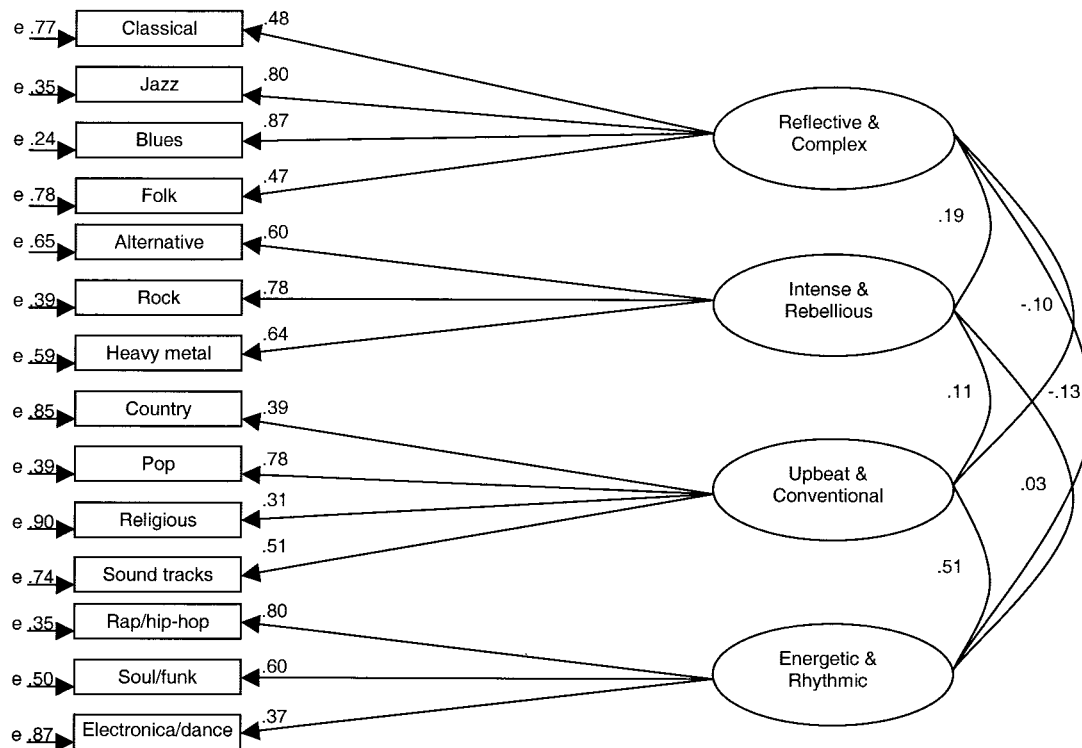 e .77 Classical .48
e .35 Jazz .80
e .24 Blues .87
e .78 Folk .47
Reflective &
Complex
.19
e .65 Alternative .60
e .39 Rock .78
e .59 Heavy metal .64
Intense &
Rebellious
-.10
.11
-.13
e .85 Country .39
e .39 Pop .78
e .90 Religious .31
e .74 Sound tracks .51
Upbeat &
Conventional
.03
.51
e .35 Rap/hip-hop .80
e .50 Soul/funk .60
e .87 Electronica/dance .37
Energetic &
Rhythmic